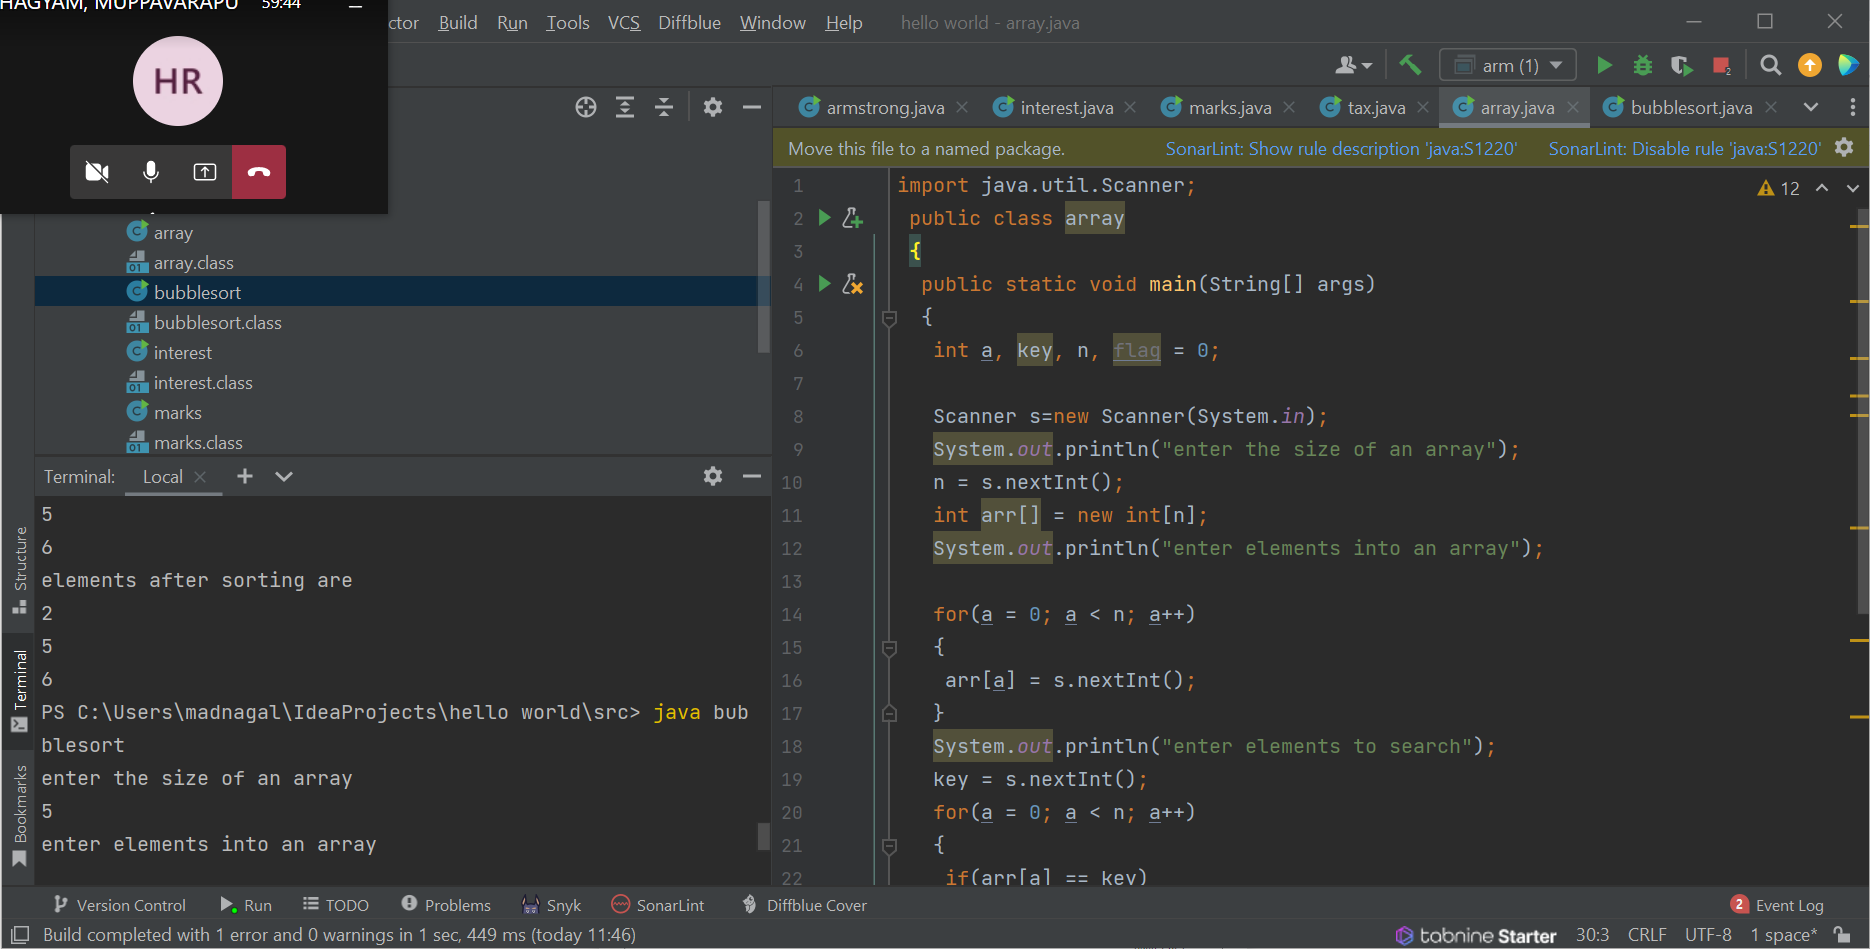 HAGYAM, MUPPAVARAPU 59:44
HR
ctor Build Run Tools VCS Diffblue Window Help hello world - array.java
arm (1)
2
armstrong.java interest.java marks.java tax.java array.java bubblesort.java
Move this file to a named package. SonarLint: Show rule description 'java:S1220' SonarLint: Disable rule 'java:S1220'
12
array
array.class
bubblesort
bubblesort.class
interest
interest.class
marks
marks.class
Terminal: Local
5
6
elements after sorting are
2
5
6
PS C:\Users\madnagal\IdeaProjects\hello world\src> java bub
blesort
enter the size of an array
5
enter elements into an array
1 import java.util.Scanner;
2 public class array
3 {
4 public static void main(String[] args)
5 {
6 int a, key, n, flag = 0;
7
8 Scanner s=new Scanner(System.in);
9 System.out.println("enter the size of an array");
10 n = s.nextInt();
11 int arr[] = new int[n];
12 System.out.println("enter elements into an array");
13
14 for(a = 0; a < n; a++)
15 {
16 arr[a] = s.nextInt();
17 }
18 System.out.println("enter elements to search");
19 key = s.nextInt();
20 for(a = 0; a < n; a++)
21 {
22 if(arr[a] == key)
Structure
Terminal
Bookmarks
Version Control Run TODO Problems Snyk SonarLint Diffblue Cover 2 Event Log
Build completed with 1 error and 0 warnings in 1 sec, 449 ms (today 11:46) tabnine Starter 30:3 CRLF UTF-8 1 space*